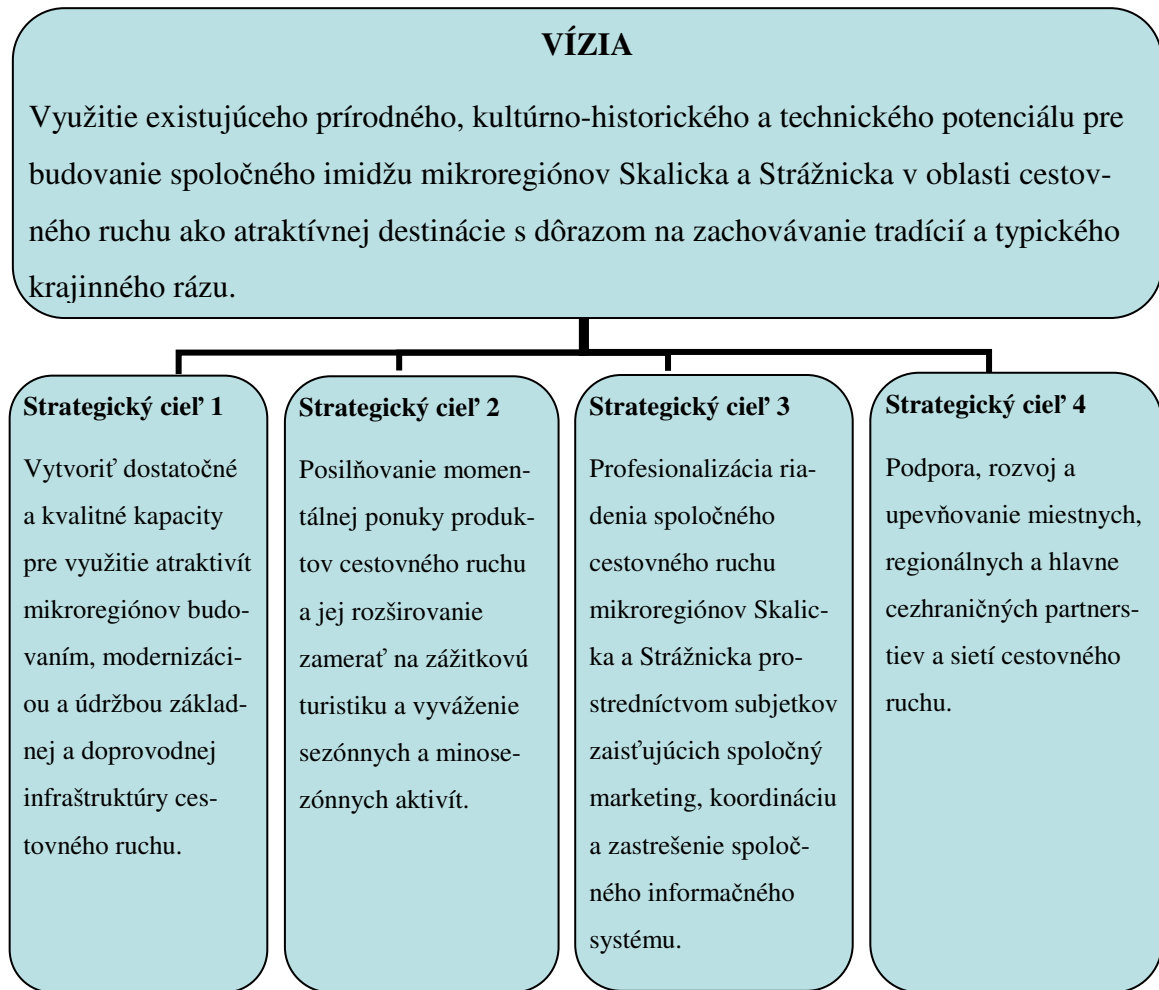 VÍZIA
Využitie existujúceho prírodného, kultúrno-historického a technického potenciálu pre
budovanie spoločného imidžu mikroregiónov Skalicka a Strážnicka v oblasti cestov-
ného ruchu ako atraktívnej destinácie s dôrazom na zachovávanie tradícií a typického
krajinného rázu.
Strategický cieľ 1
Vytvoriť dostatočné
a kvalitné kapacity
pre využitie atraktivít
mikroregiónov budo-
vaním, modernizáci-
ou a údržbou základ-
nej a doprovodnej
infraštruktúry ces-
tovného ruchu.
Strategický cieľ 2
Posilňovanie momen-
tálnej ponuky produk-
tov cestovného ruchu
a jej rozširovanie
zamerať na zážitkovú
turistiku a vyváženie
sezónnych a minose-
zónnych aktivít.
Strategický cieľ 3
Profesionalizácia ria-
denia spoločného
cestovného ruchu
mikroregiónov Skalic-
ka a Strážnicka pro-
stredníctvom subjetkov
zaisťujúcich spoločný
marketing, koordináciu
a zastrešenie spoloč-
ného informačného
systému.
Strategický cieľ 4
Podpora, rozvoj a
upevňovanie miestnych,
regionálnych a hlavne
cezhraničných partners-
tiev a sietí cestovného
ruchu.